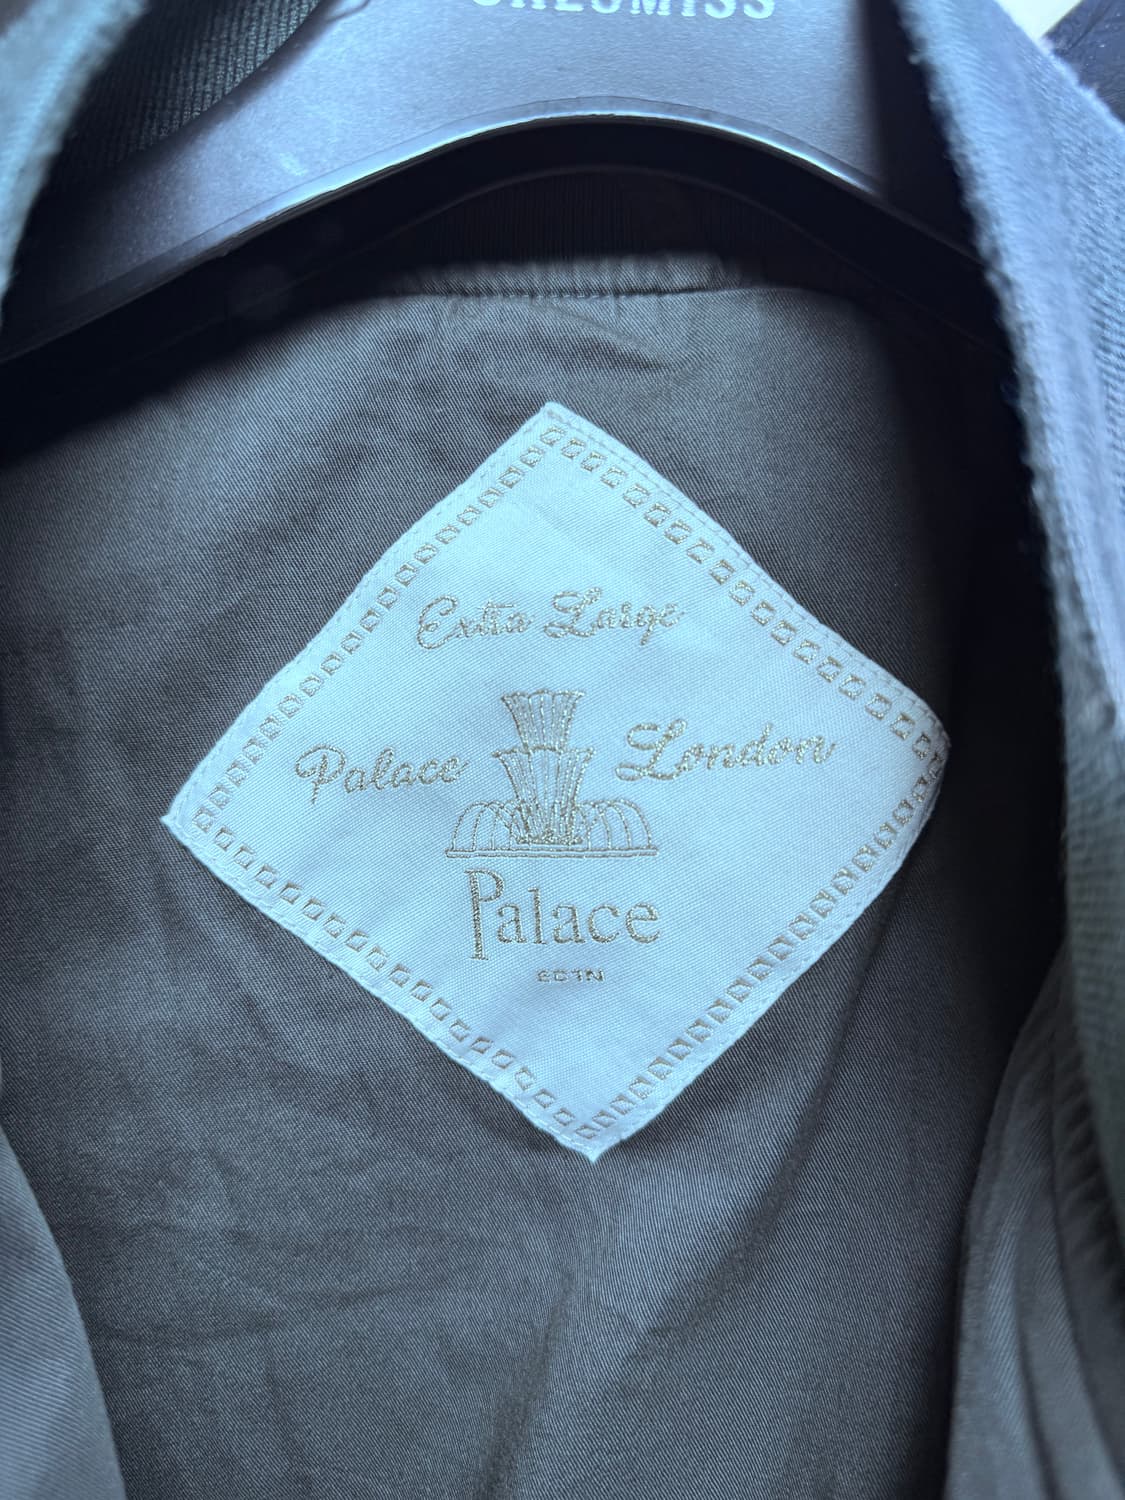 Extra Large
Palace London
Palace
EC1N